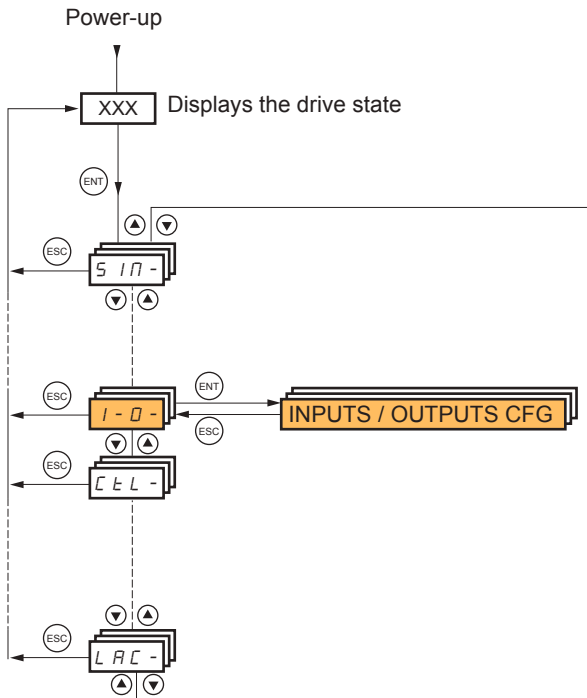 Power-up
XXX Displays the drive state
ENT
ESC
SIM-
ENT
ESC
I-O- INPUTS / OUTPUTS CFG
ESC
ESC
CtL-
ESC
LAC-